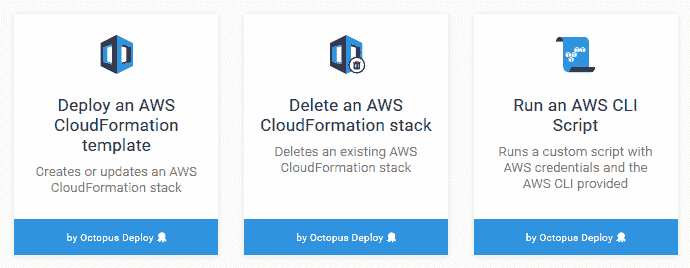 Deploy an AWS
CloudFormation
template
Creates or updates an AWS
CloudFormation stack
by Octopus Deploy
Delete an AWS
CloudFormation stack
Deletes an existing AWS
CloudFormation stack
by Octopus Deploy
Run an AWS CLI
Script
Runs a custom script with
AWS credentials and the
AWS CLI provided
by Octopus Deploy